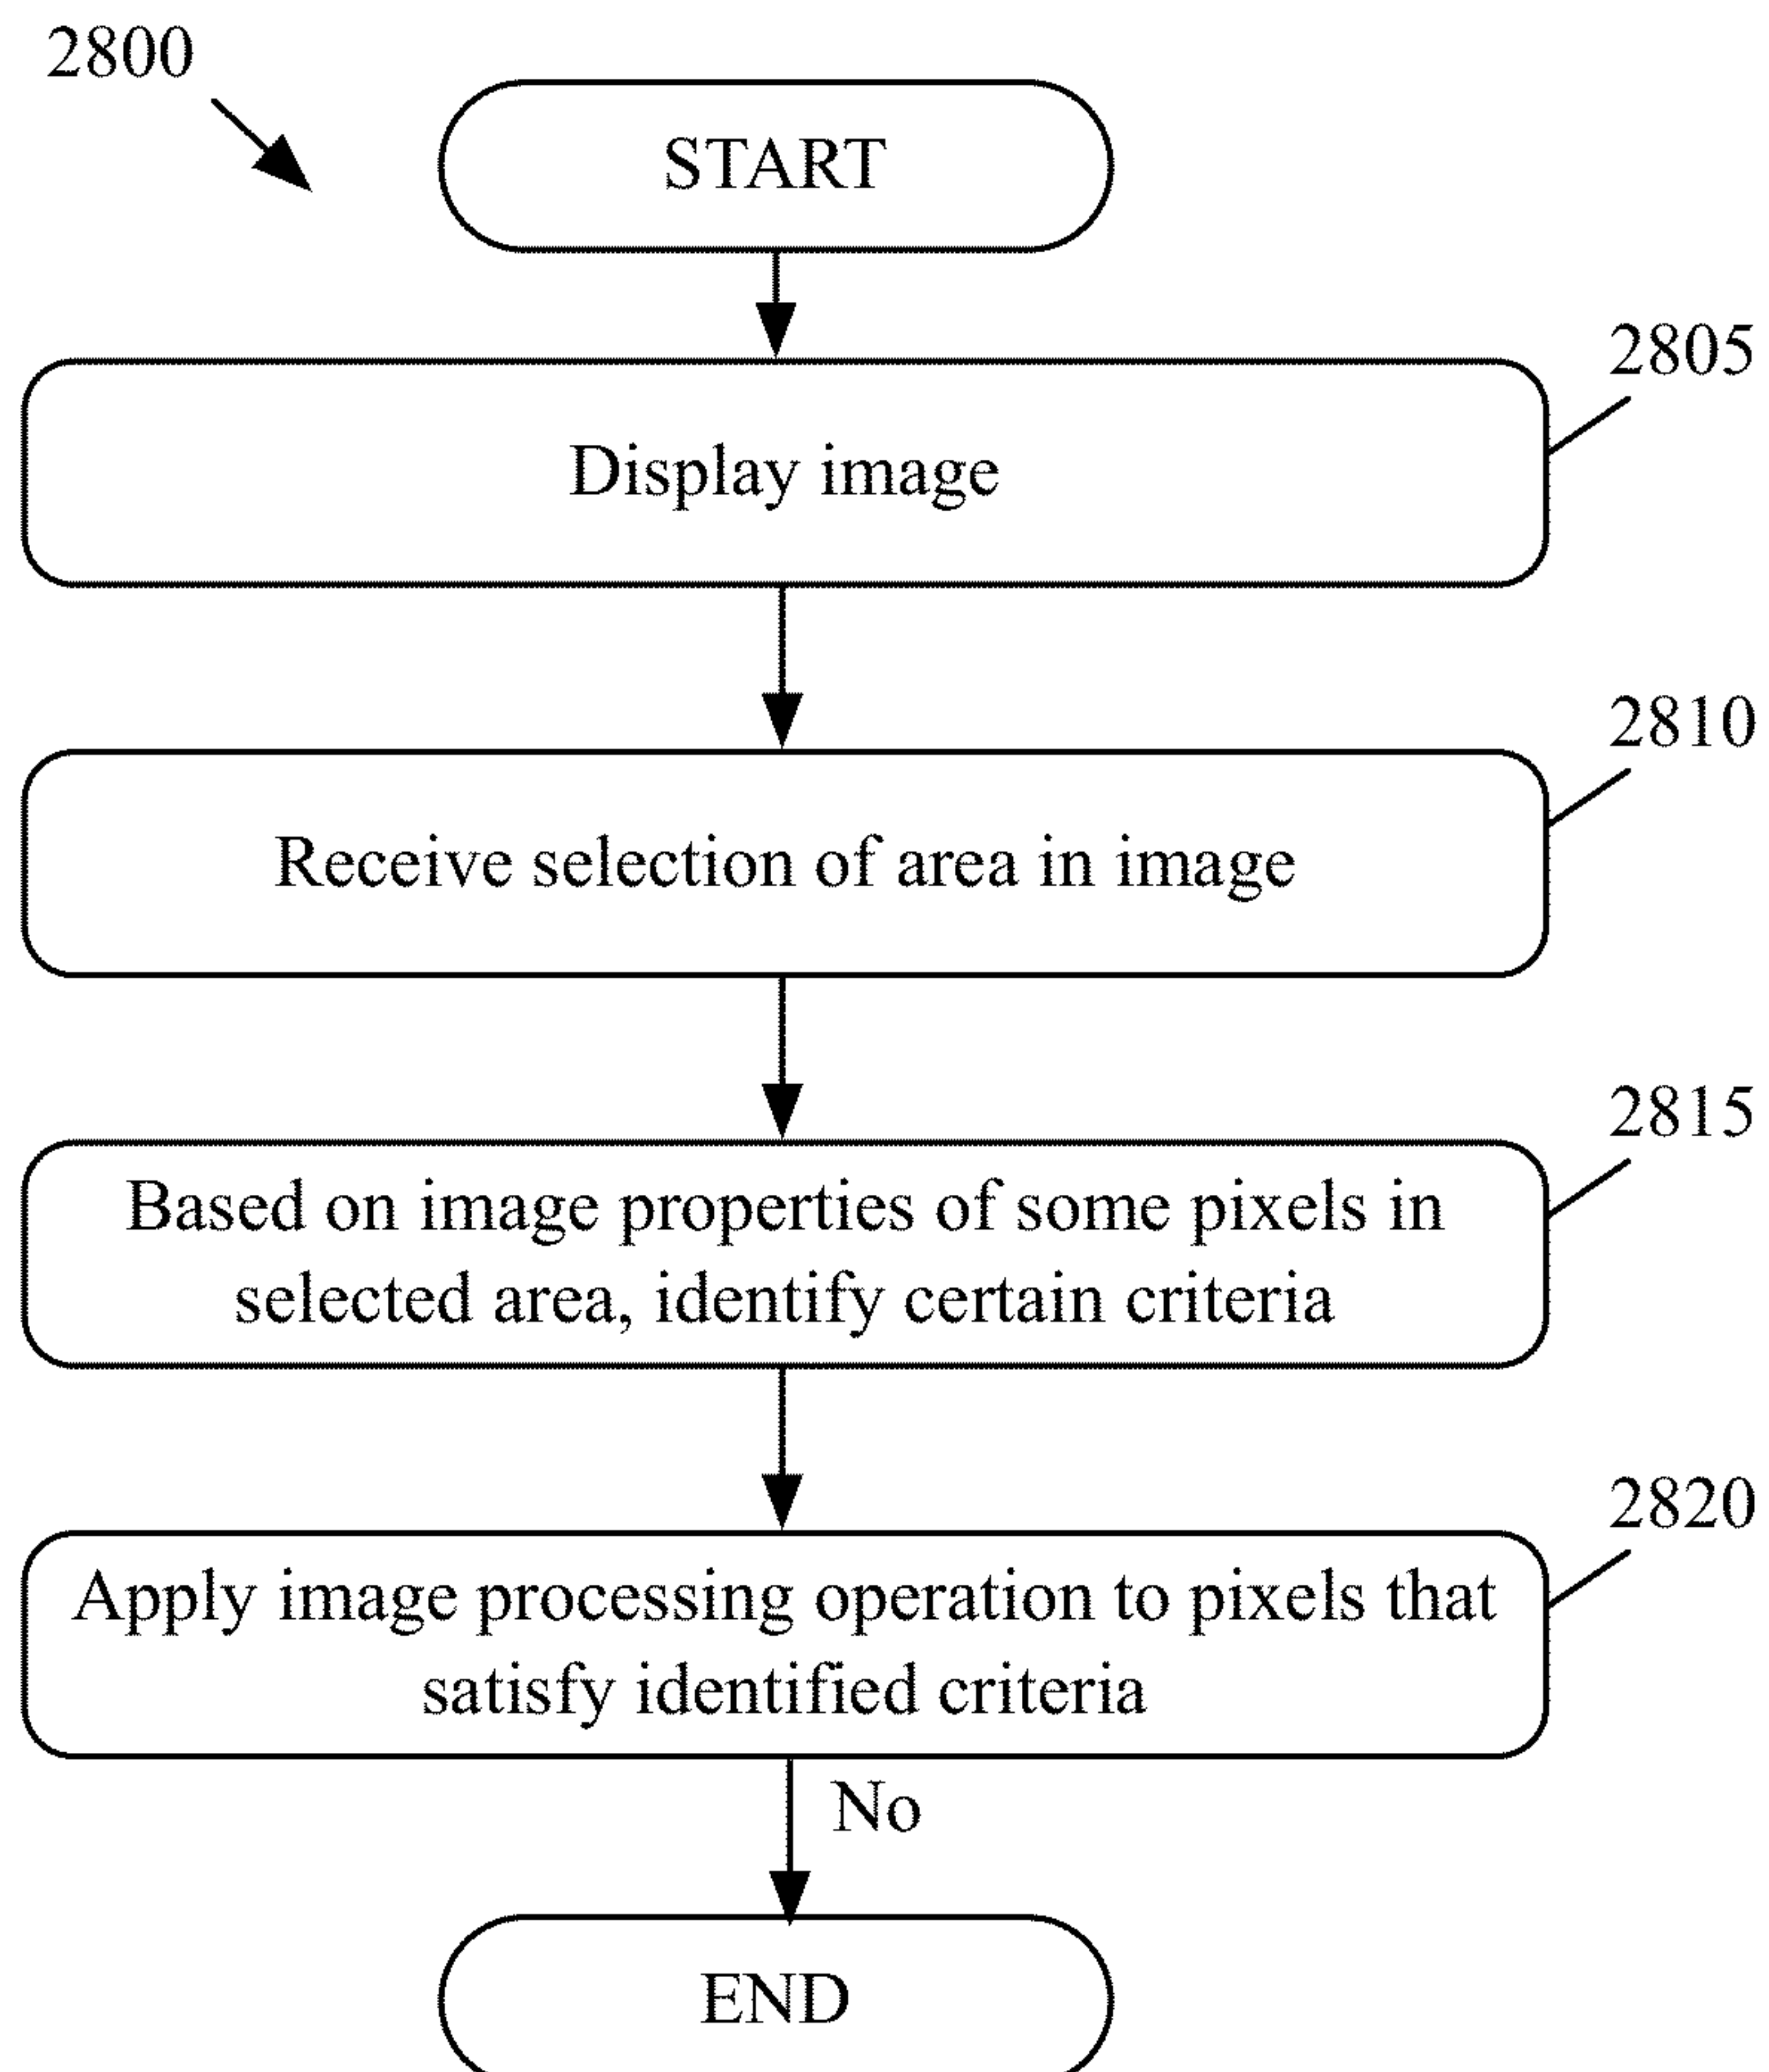 2800
START
2805
Display image
2810
Receive selection of area in image
2815
Based on image properties of some pixels in
selected area, identify certain criteria
2820
Apply image processing operation to pixels that
satisfy identified criteria
No
END